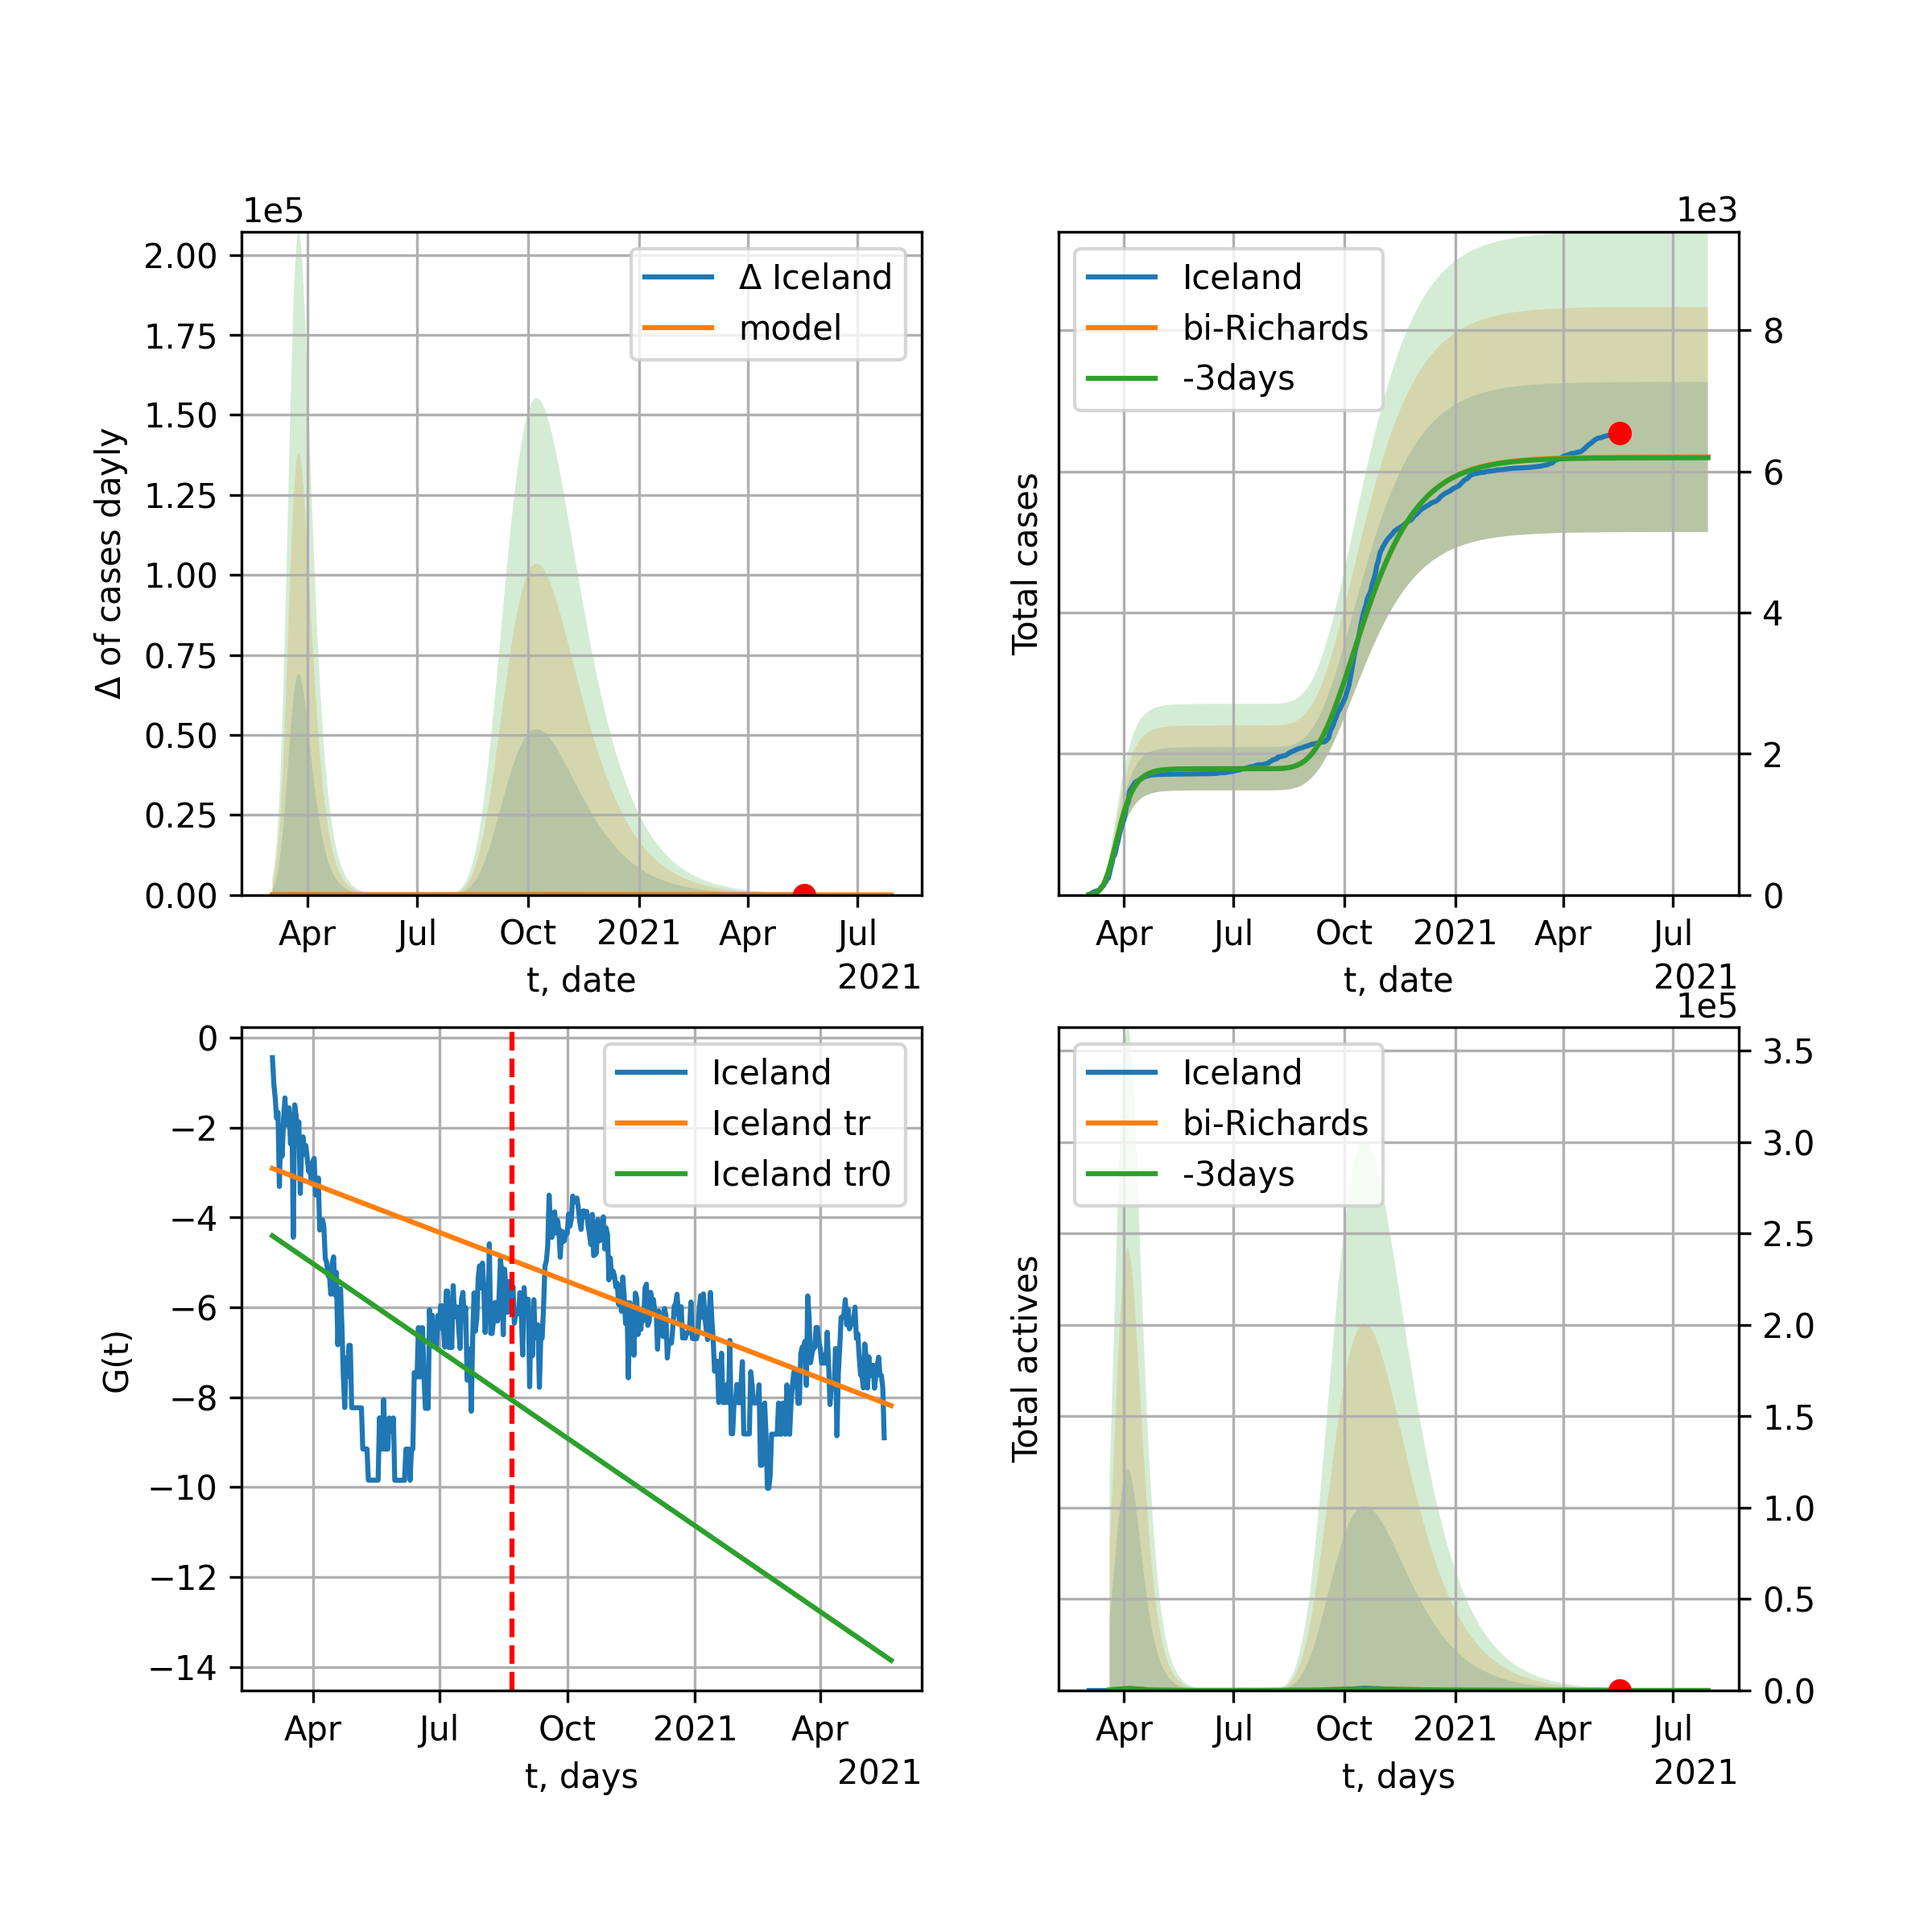 1e5
2.00
1.75
1.50
1.25
1.00
0.75
0.50
0.25
0.00
Δ of cases dayly
Δ Iceland
model
Apr Jul Oct 2021 Apr Jul
t, date
2021
1e3
Iceland
bi-Richards
-3days
Total cases
8
6
4
2
0
Apr Jul Oct 2021 Apr Jul
t, date
2021
0
−2
−4
−6
−8
−10
−12
−14
G(t)
Iceland
Iceland tr
Iceland tr0
Apr Jul Oct 2021 Apr
t, days
2021
1e5
Iceland
bi-Richards
-3days
Total actives
3.5
3.0
2.5
2.0
1.5
1.0
0.5
0.0
Apr Jul Oct 2021 Apr Jul
t, days
2021